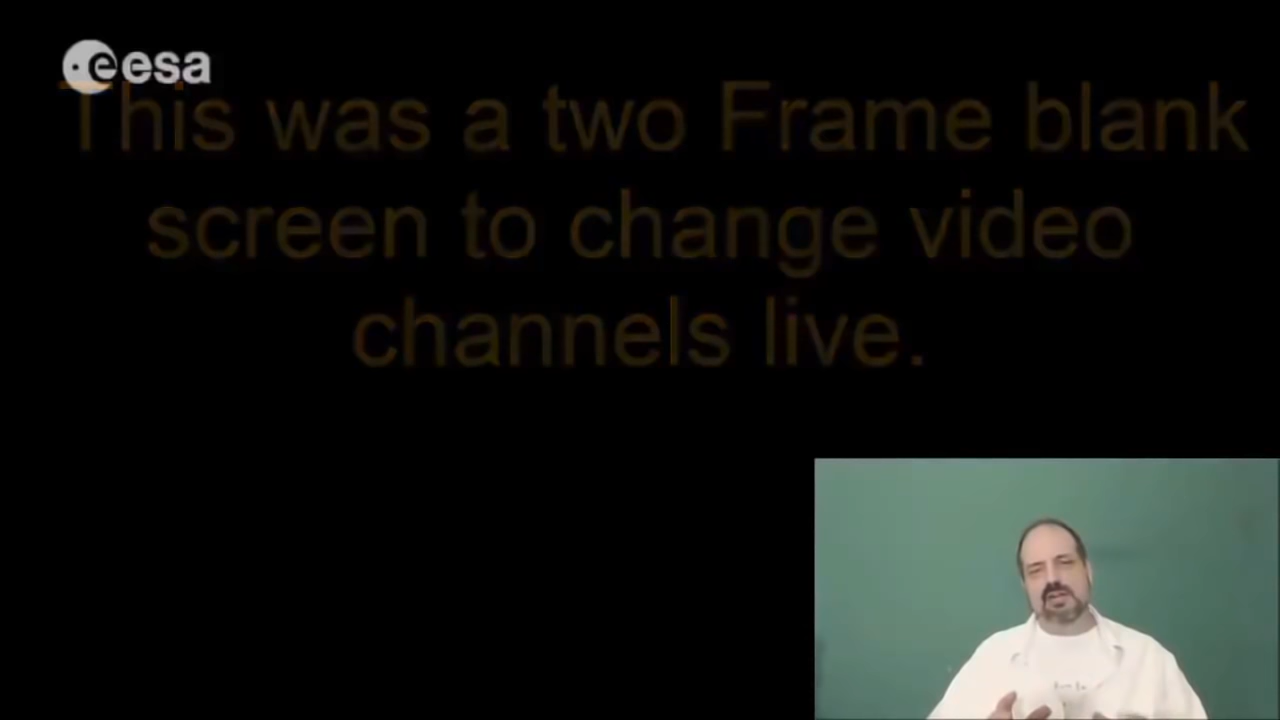 esa
This was a two Frame blank
screen to change video
channels live.